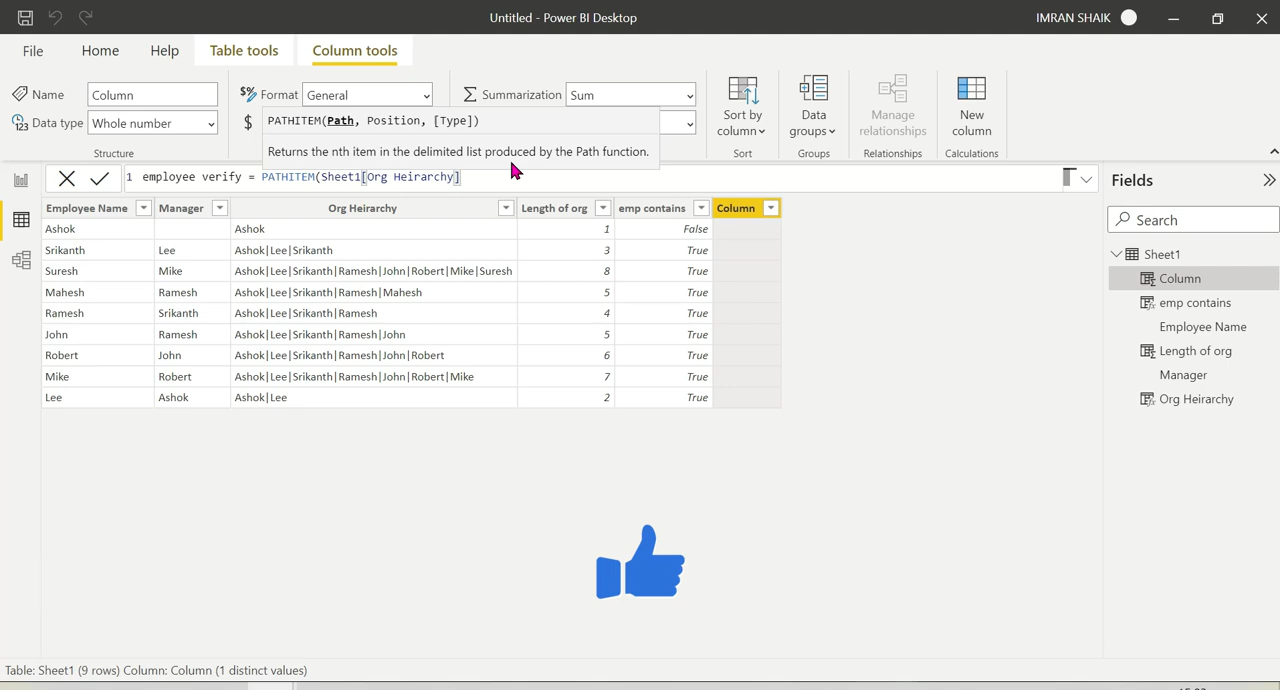 Untitled - Power BI Desktop
IMRAN SHAIK
File
Home
Help
Table tools
Column tools
Name
Column
Format
General
Summarization
Sum
Data type
Whole number
$
Structure
Sort by column
Data groups
Manage relationships
New column
Sort
Groups
Relationships
Calculations
PATHITEM(Path, Position, [Type])
Returns the nth item in the delimited list produced by the Path function.
1 employee verify = PATHITEM(Sheet1[Org Heirarchy]
Employee Name Manager Org Heirarchy Length of org emp contains Column
Ashok Ashok 1 False
Srikanth Lee Ashok|Lee|Srikanth 3 True
Suresh Mike Ashok|Lee|Srikanth|Ramesh|John|Robert|Mike|Suresh 8 True
Mahesh Ramesh Ashok|Lee|Srikanth|Ramesh|Mahesh 5 True
Ramesh Srikanth Ashok|Lee|Srikanth|Ramesh 4 True
John Ramesh Ashok|Lee|Srikanth|Ramesh|John 5 True
Robert John Ashok|Lee|Srikanth|Ramesh|John|Robert 6 True
Mike Robert Ashok|Lee|Srikanth|Ramesh|John|Robert|Mike 7 True
Lee Ashok Ashok|Lee 2 True
Fields
Search
Sheet1
Column
emp contains
Employee Name
Length of org
Manager
Org Heirarchy
Table: Sheet1 (9 rows) Column: Column (1 distinct values)